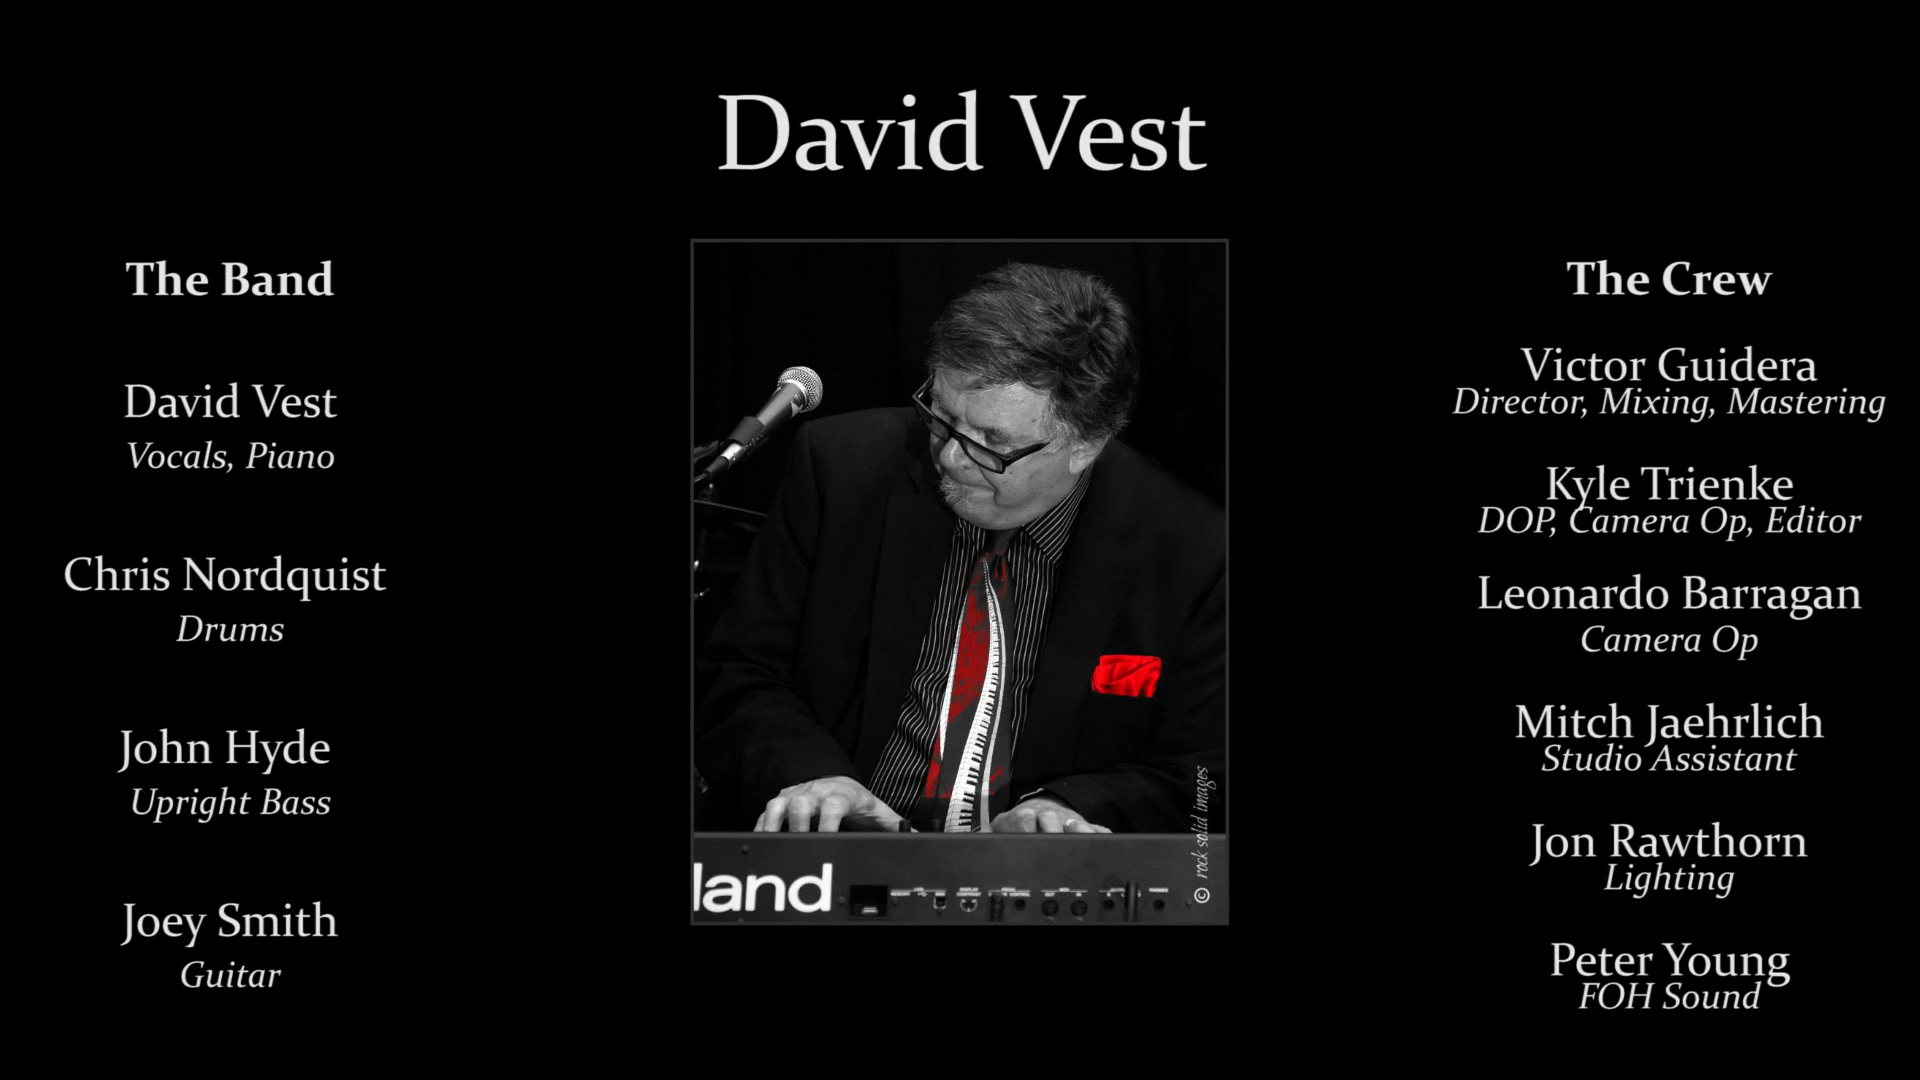 David Vest
The Band
David Vest
Vocals, Piano
Chris Nordquist
Drums
John Hyde
Upright Bass
Joey Smith
Guitar
land
© rock solid images
The Crew
Victor Guidera
Director, Mixing, Mastering
Kyle Trienke
DOP, Camera Op, Editor
Leonardo Barragan
Camera Op
Mitch Jaehrlich
Studio Assistant
Jon Rawthorn
Lighting
Peter Young
FOH Sound